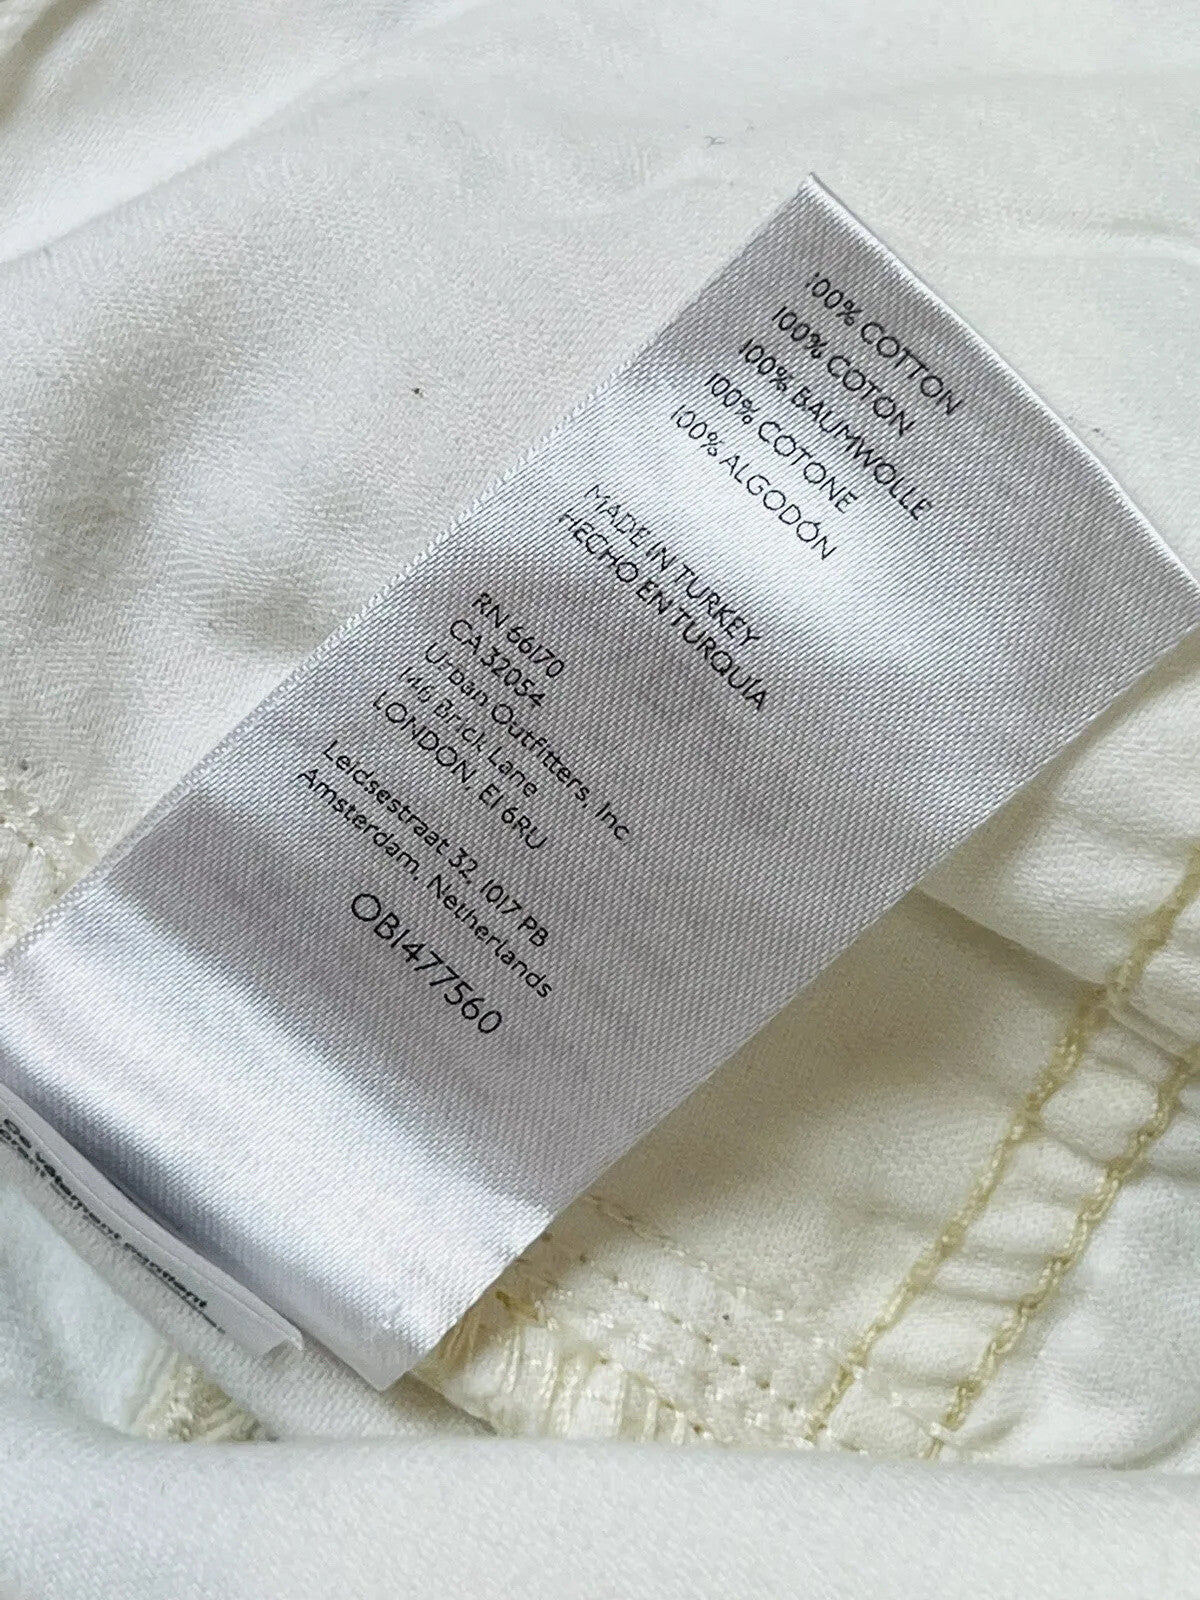 100% COTTON
100% COTON
100% BAUMWOLLE
100% COTONE
100% ALGODÓN
MADE IN TURKEY
HECHO EN TURQUÍA
RN 66170
CA 32054
Urban Outfitters, Inc
146 Brick Lane
LONDON, E1 6RU
Leidsestraat 32, 1017 PB
Amsterdam, Netherlands
OB1477560